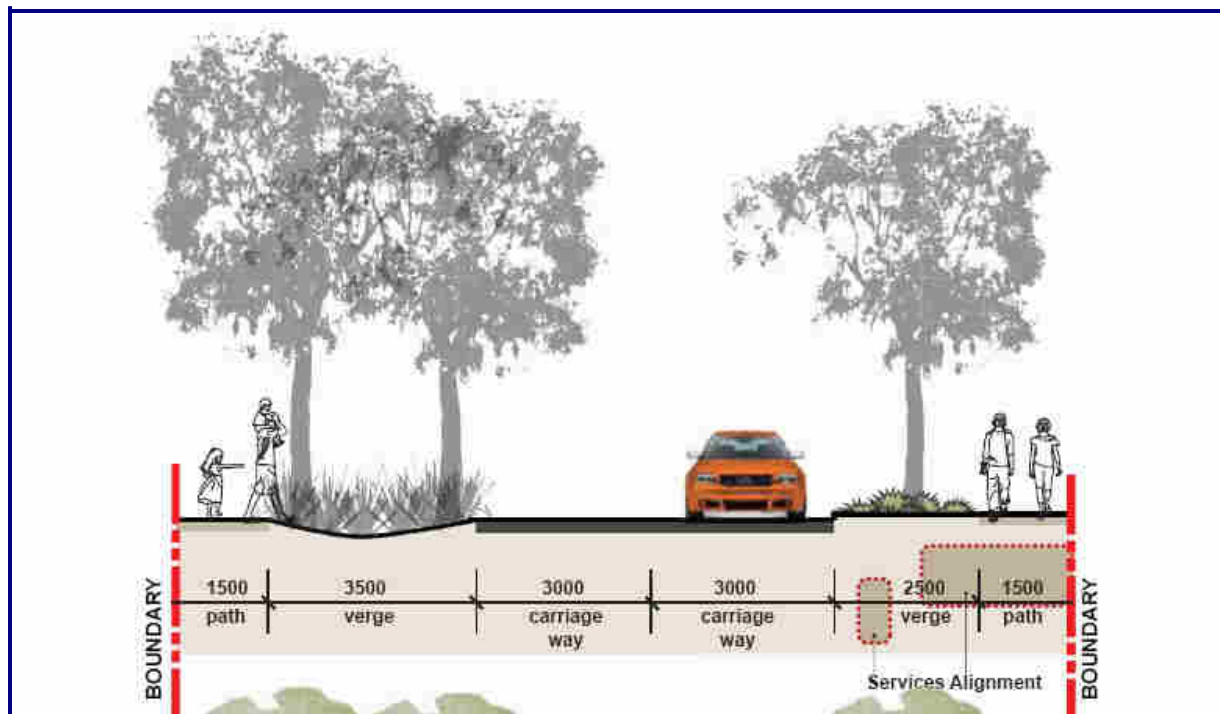 1500 3500 3000 3000 2500 1500
path verge carriage way carriage way verge path
Services Alignment
BOUNDARY
BOUNDARY